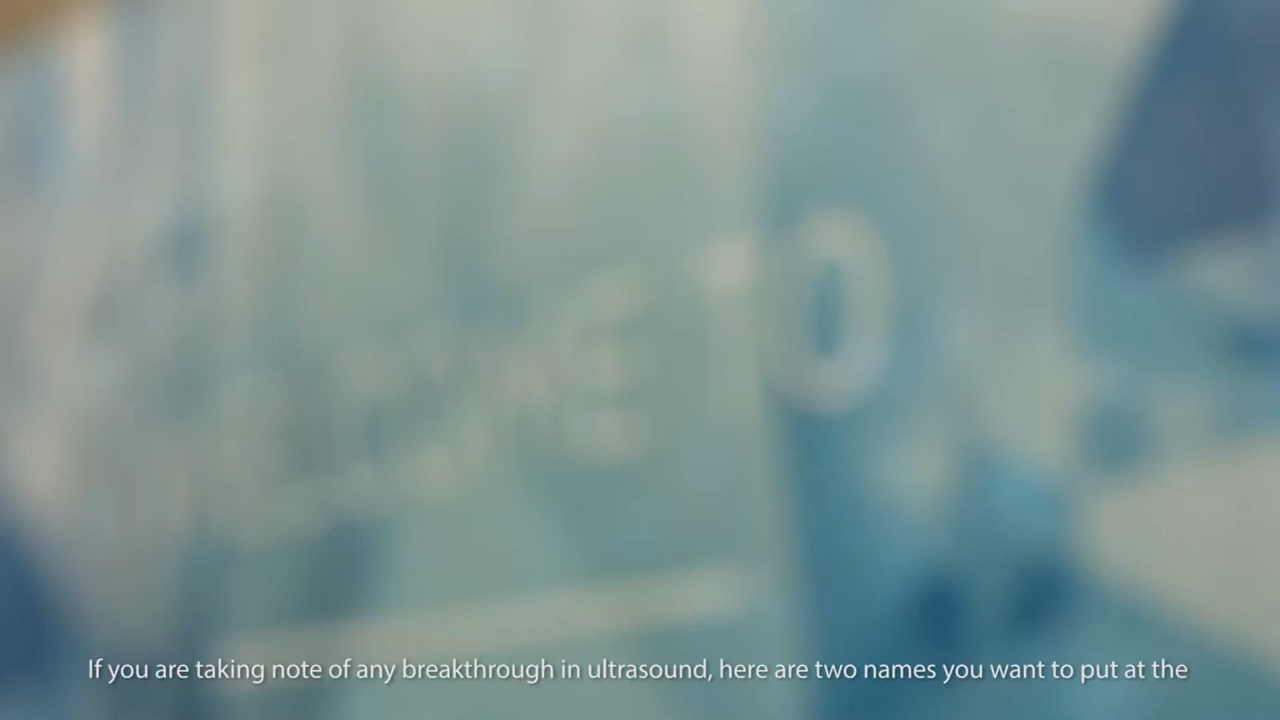 If you are taking note of any breakthrough in ultrasound, here are two names you want to put at the